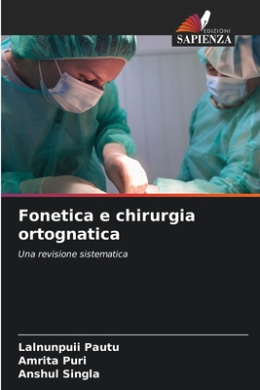 EDIZIONI
SAPIENZA
Fonetica e chirurgia
ortognatica
Una revisione sistematica
Lalnunpuii Pautu
Amrita Puri
Anshul Singla